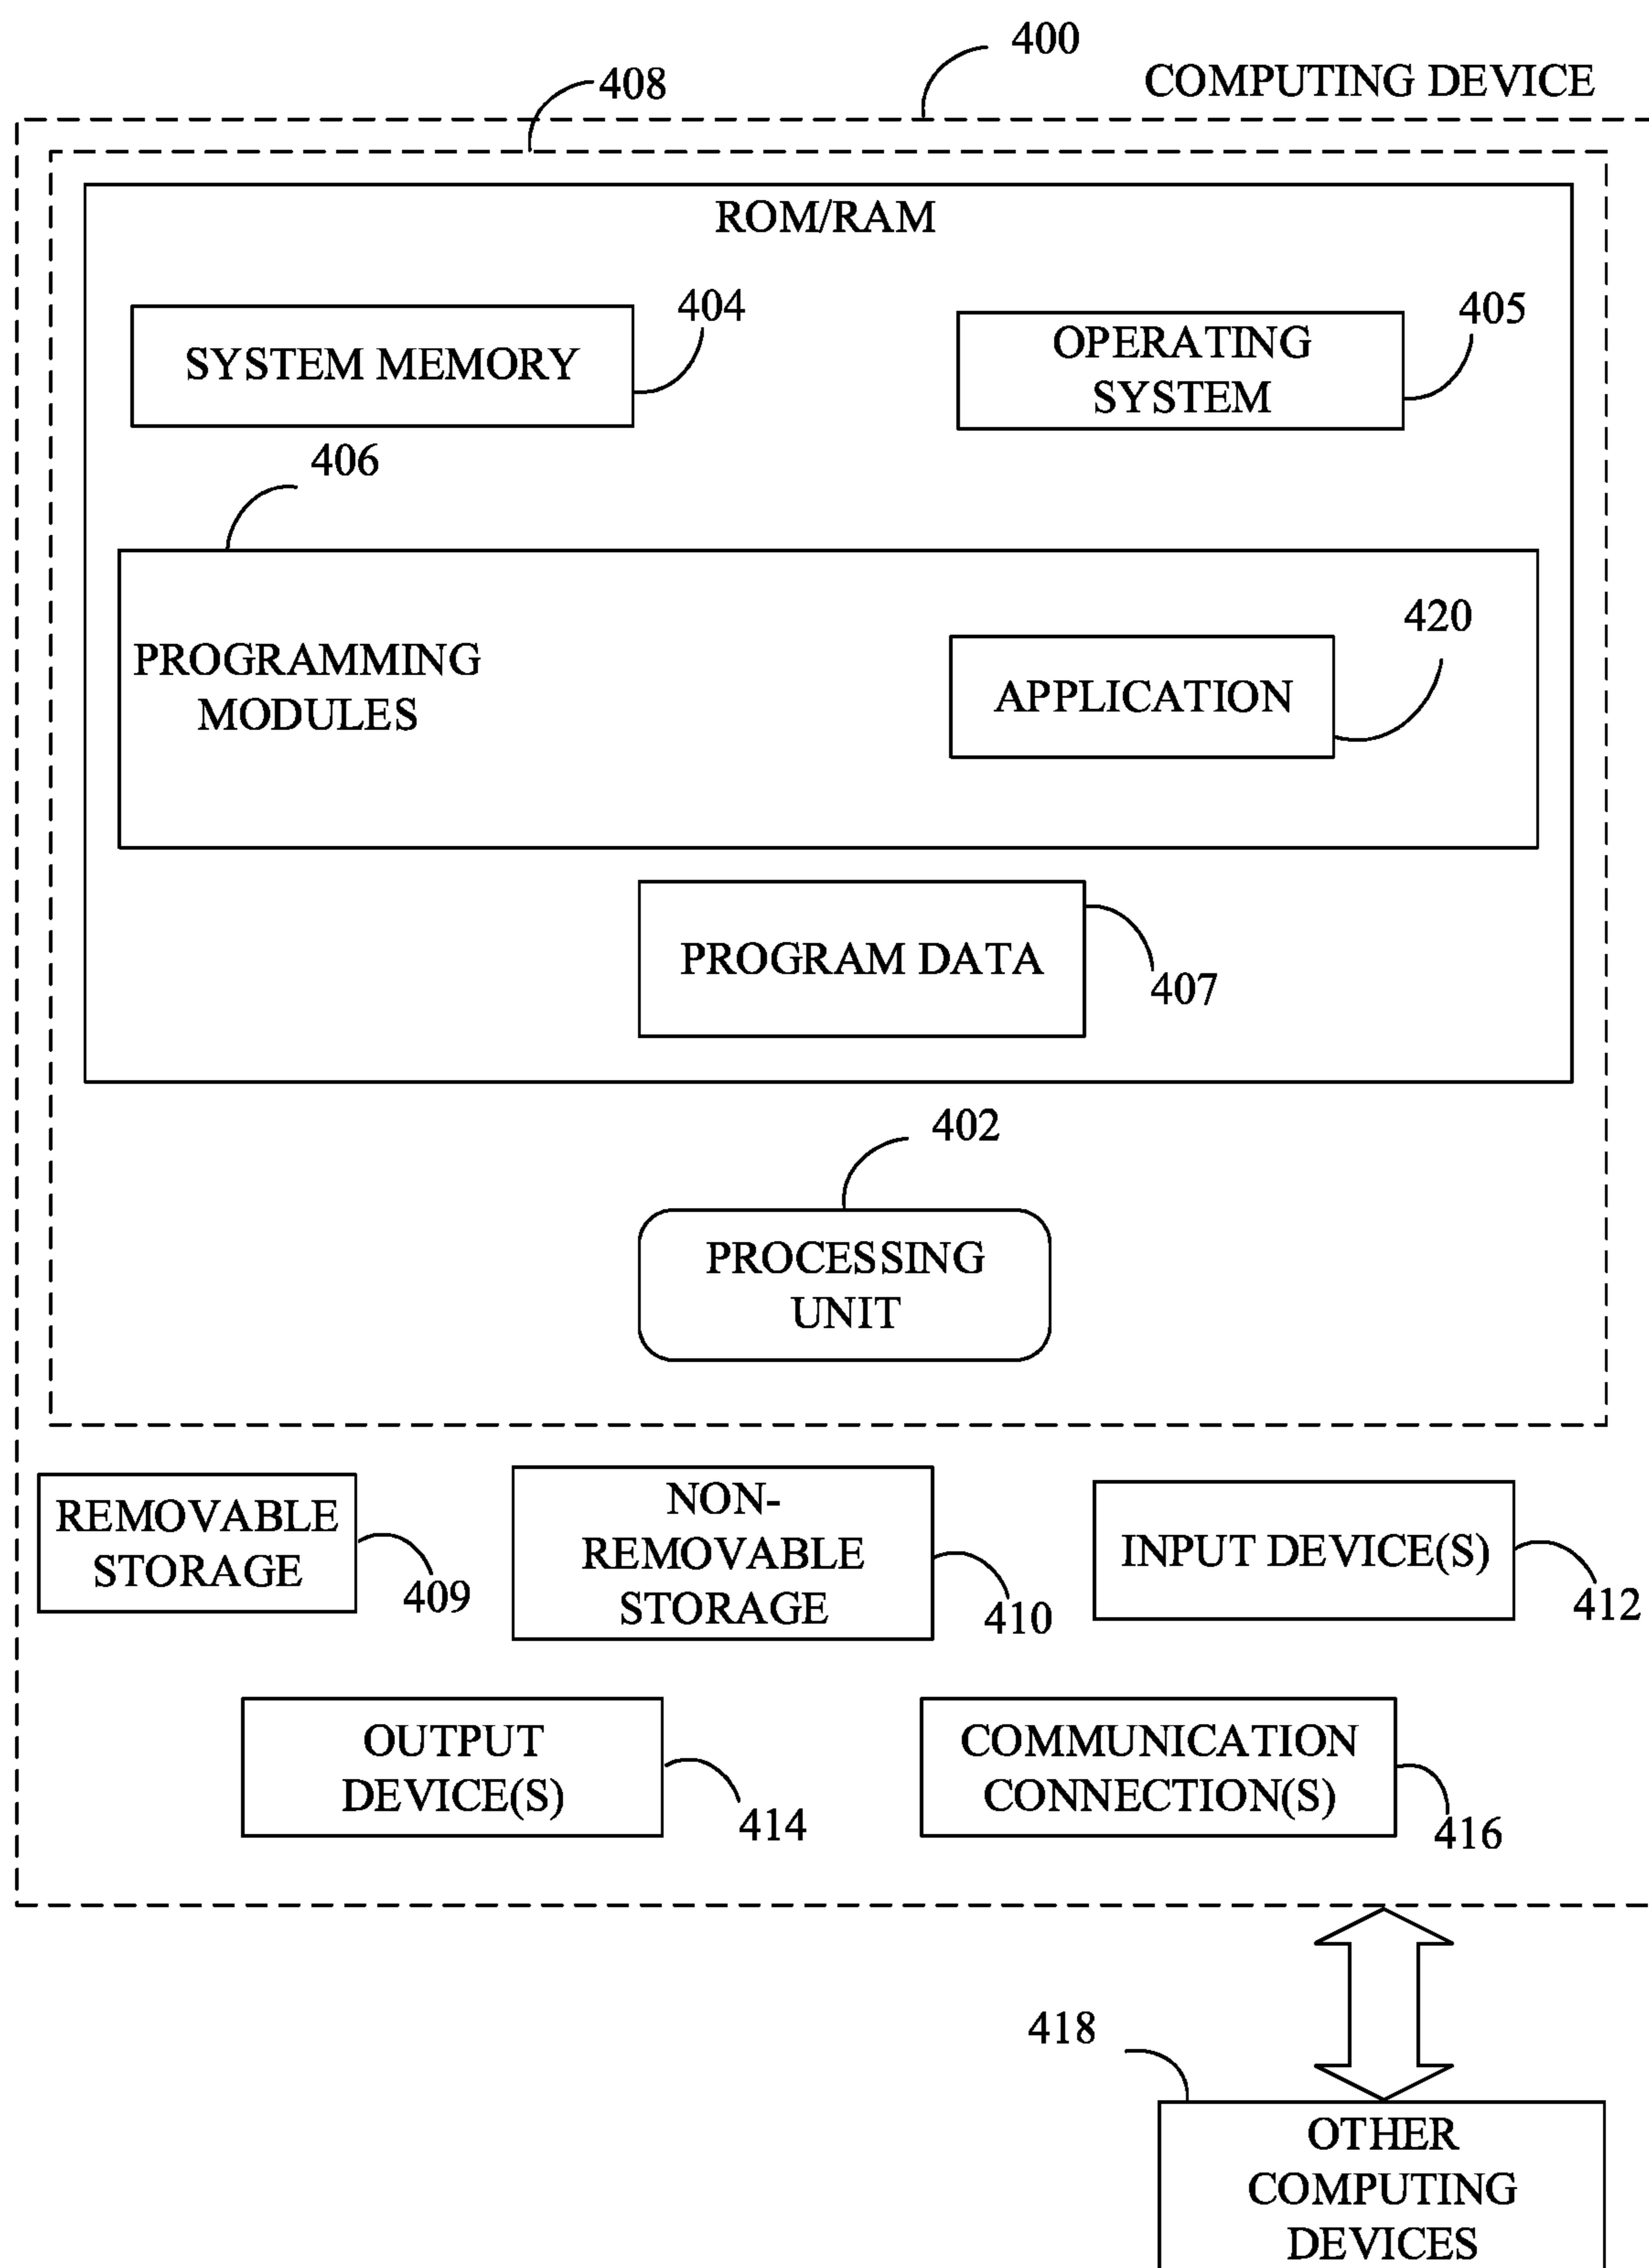 400
COMPUTING DEVICE
408
ROM/RAM
404
SYSTEM MEMORY
405
OPERATING
SYSTEM
406
PROGRAMMING
MODULES
420
APPLICATION
PROGRAM DATA
407
402
PROCESSING
UNIT
REMOVABLE
STORAGE
409
NON-
REMOVABLE
STORAGE
410
INPUT DEVICE(S)
412
OUTPUT
DEVICE(S)
414
COMMUNICATION
CONNECTION(S)
416
418
OTHER
COMPUTING
DEVICES